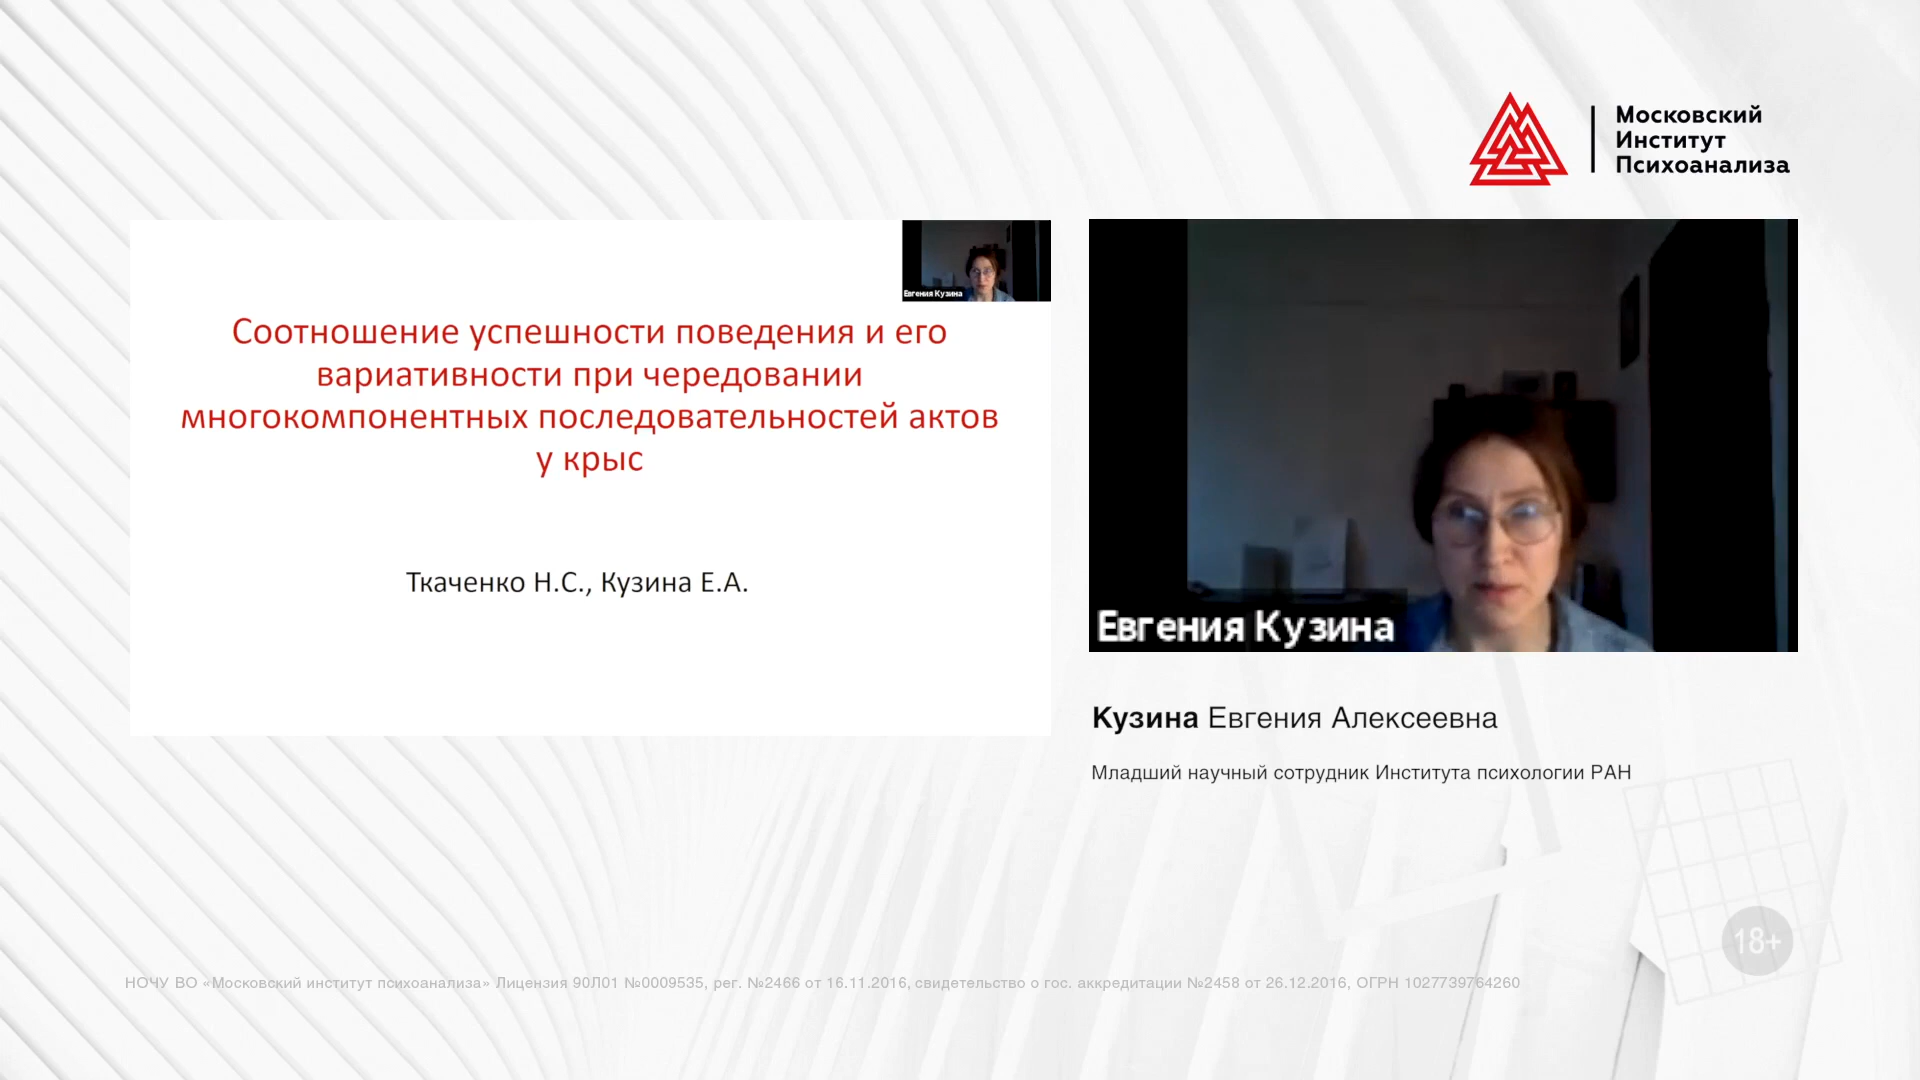 Московский
Институт
Психоанализа
Евгения Кузина
Соотношение успешности поведения и его
вариативности при чередовании
многокомпонентных последовательностей актов
у крыс
Ткаченко Н.С., Кузина Е.А.
Евгения Кузина
Кузина Евгения Алексеевна
Младший научный сотрудник Института психологии РАН
18+
НОЧУ ВО «Московский институт психоанализа» Лицензия 90Л01 №0009535, рег. №2466 от 16.11.2016, свидетельство о гос. аккредитации №2458 от 26.12.2016, ОГРН 1027739764260